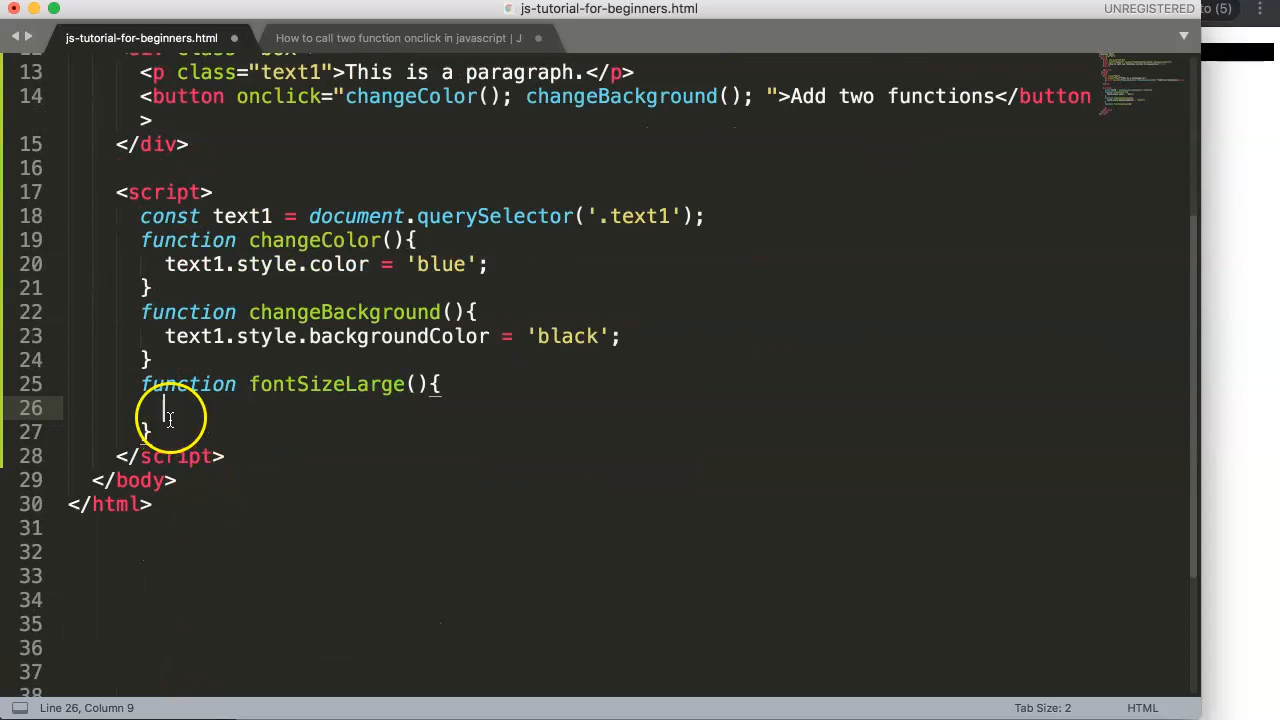 js-tutorial-for-beginners.html
UNREGISTERED
to (5)
js-tutorial-for-beginners.html
How to call two function onclick in javascript | J
13 <p class="text1">This is a paragraph.</p>
14 <button onclick="changeColor(); changeBackground(); ">Add two functions</button
>
15 </div>
16
17 <script>
18 const text1 = document.querySelector('.text1');
19 function changeColor(){
20 text1.style.color = 'blue';
21 }
22 function changeBackground(){
23 text1.style.backgroundColor = 'black';
24 }
25 function fontSizeLarge(){
26
27 }
28 </script>
29 </body>
30 </html>
31
32
33
34
35
36
37
38
Line 26, Column 9
Tab Size: 2
HTML